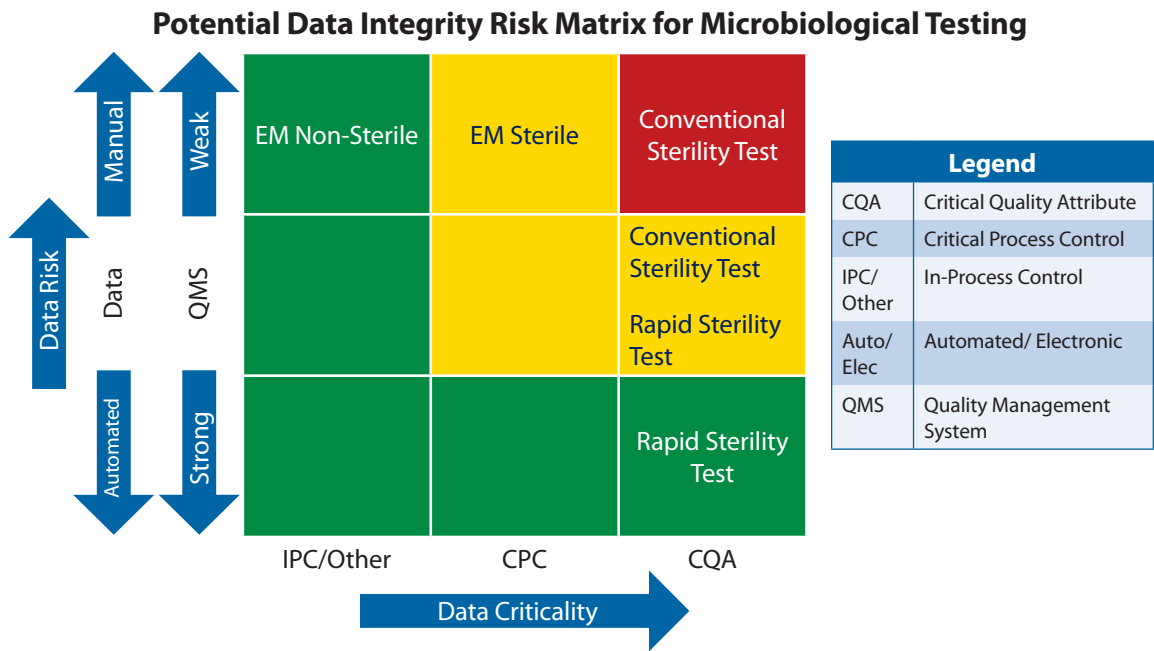 Potential Data Integrity Risk Matrix for Microbiological Testing
Data Risk
Manual
Data
Automated
Weak
QMS
Strong
EM Non-Sterile
EM Sterile
Conventional
Sterility Test
Conventional
Sterility Test
Rapid Sterility
Test
Rapid Sterility
Test
IPC/Other
CPC
CQA
Data Criticality
Legend
CQA Critical Quality Attribute
CPC Critical Process Control
IPC/ In-Process Control
Other
Auto/ Automated/ Electronic
Elec
QMS Quality Management
System